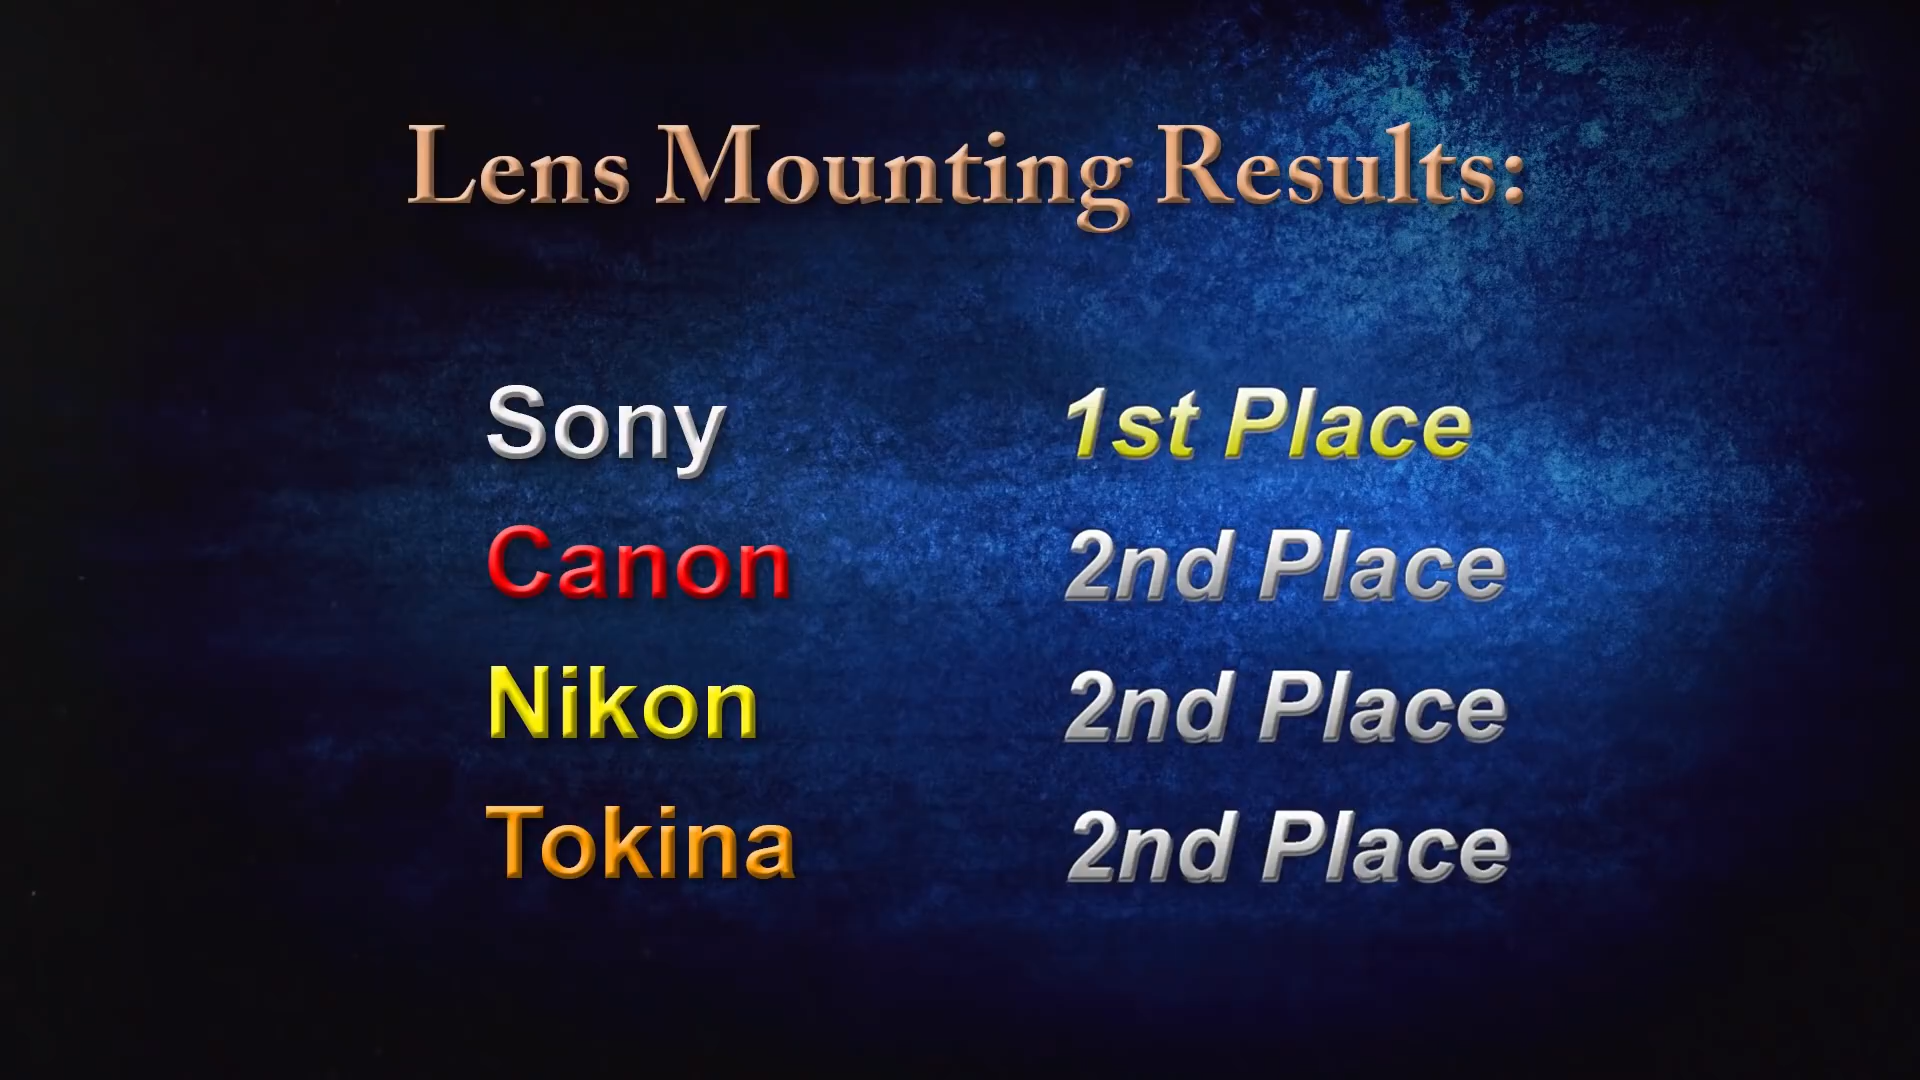 Lens Mounting Results:
Sony 1st Place
Canon 2nd Place
Nikon 2nd Place
Tokina 2nd Place